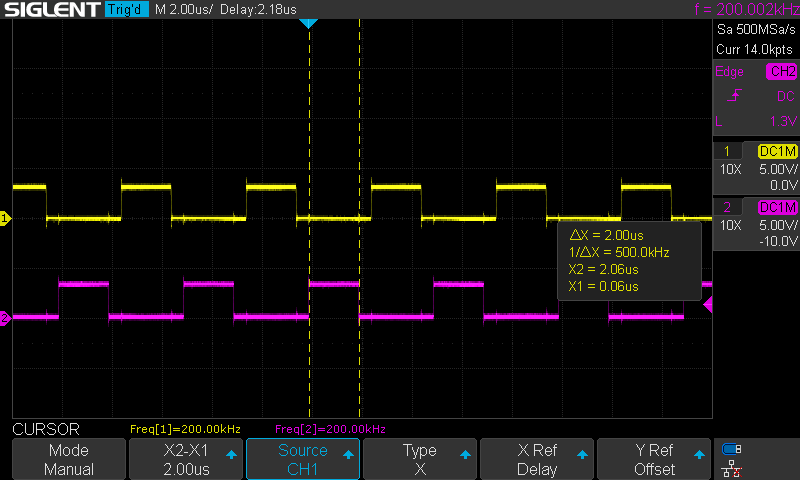 SIGLENT Trig'd M 2.00us/ Delay:2.18us f = 200.002kHz
Sa 500MSa/s
Curr 14.0kpts
Edge CH2
DC
L 1.3V
1 DC1M
10X 5.00V/
0.0V
2 DC1M
10X 5.00V/
-10.0V
1
△X = 2.00us
1/△X = 500.0kHz
X2 = 2.06us
X1 = 0.06us
2
CURSOR Freq[1]=200.00kHz Freq[2]=200.00kHz
Mode X2-X1 Source Type X Ref Y Ref
Manual 2.00us CH1 X Delay Offset